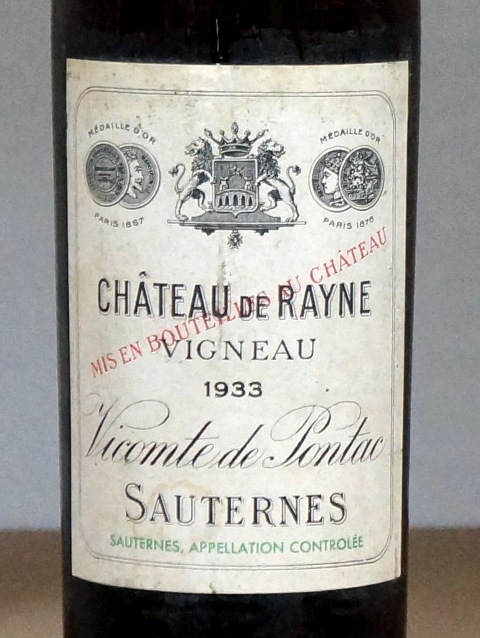 MÉDAILLE D'OR
PARIS 1867
MÉDAILLE D'OR
PARIS 1878
MIS EN BOUTEILLES AU CHÂTEAU
CHÂTEAU DE RAYNE
VIGNEAU
1933
Vicomte de Pontac
SAUTERNES
SAUTERNES, APPELLATION CONTROLÉE